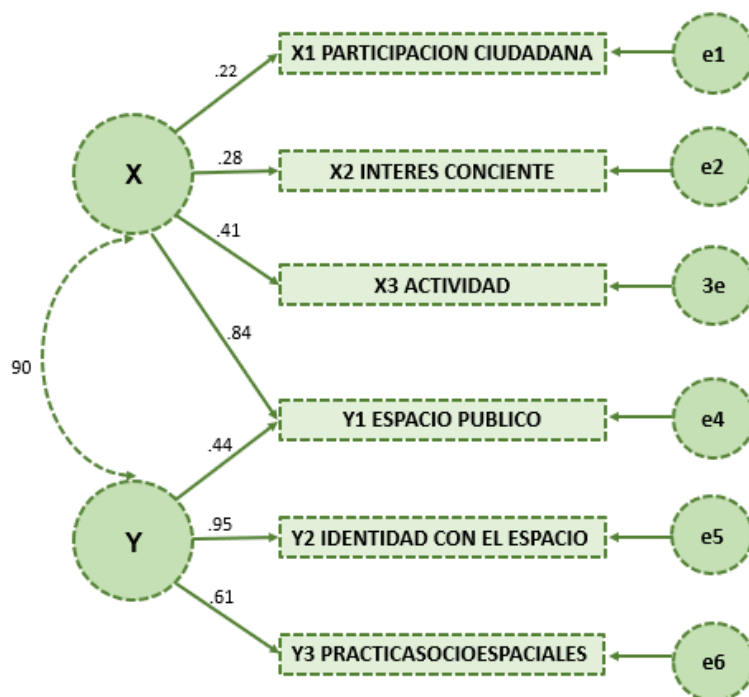 X1 PARTICIPACION CIUDADANA
e1
.22
X
.28
X2 INTERES CONCIENTE
e2
.41
X3 ACTIVIDAD
3e
.84
90
Y1 ESPACIO PUBLICO
e4
.44
Y
.95
Y2 IDENTIDAD CON EL ESPACIO
e5
.61
Y3 PRACTICASOCIOESPACIALES
e6